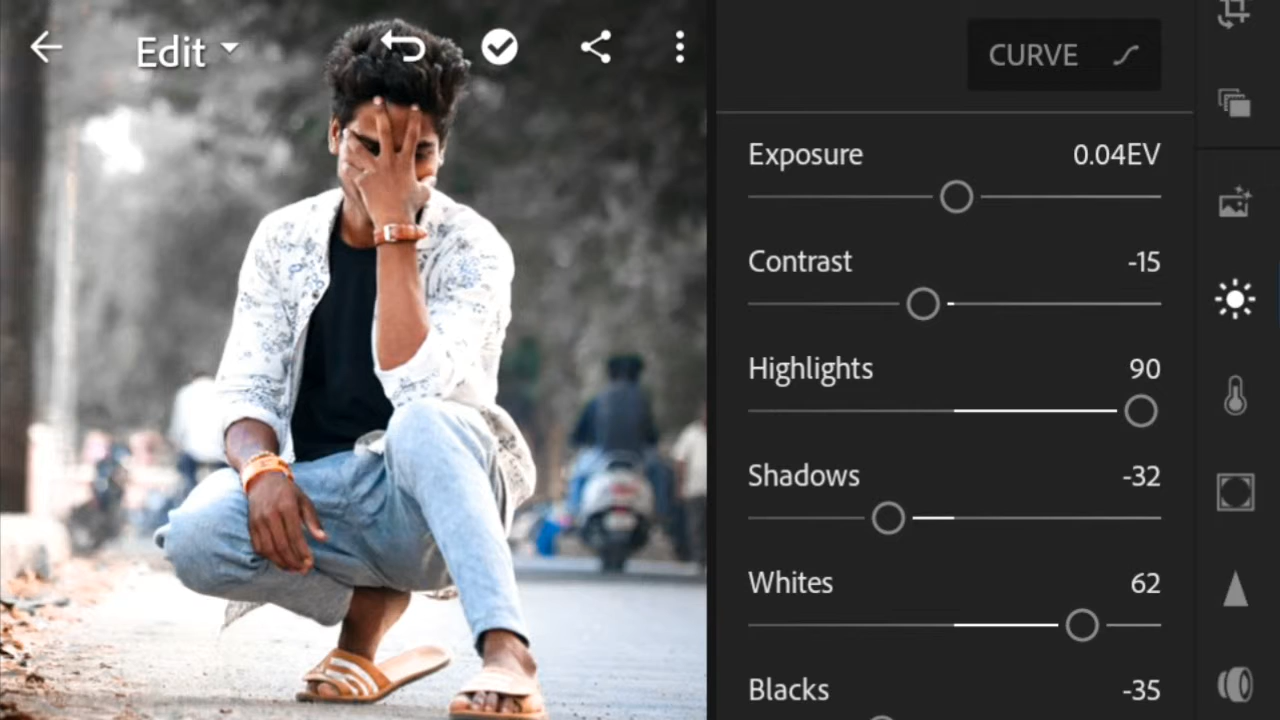 Edit
CURVE
Exposure 0.04EV
Contrast -15
Highlights 90
Shadows -32
Whites 62
Blacks -35